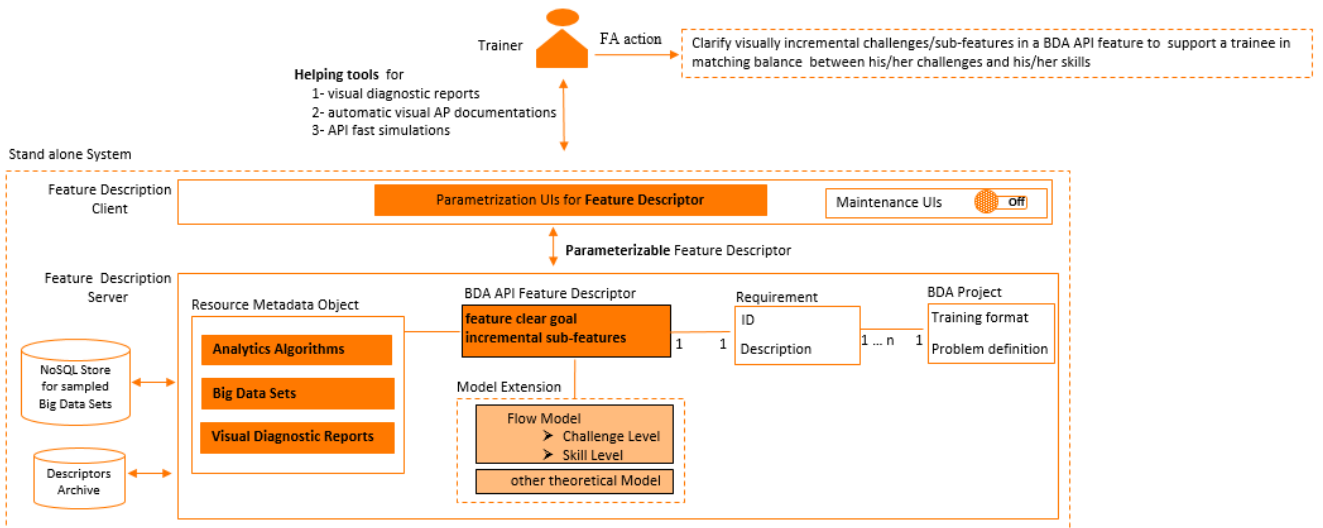 Trainer
FA action
Clarify visually incremental challenges/sub-features in a BDA API feature to support a trainee in
matching balance between his/her challenges and his/her skills
Helping tools for
1- visual diagnostic reports
2- automatic visual AP documentations
3- API fast simulations
Stand alone System
Feature Description
Client
Parametrization UIs for Feature Descriptor
Maintenance UIs
Off
Parameterizable Feature Descriptor
Feature Description
Server
Resource Metadata Object
Analytics Algorithms
Big Data Sets
Visual Diagnostic Reports
BDA API Feature Descriptor
feature clear goal
incremental sub-features
1
1
Requirement
ID
Description
1 ... n
1
BDA Project
Training format
Problem definition
NoSQL Store
for sampled
Big Data Sets
Descriptors
Archive
Model Extension
Flow Model
➢ Challenge Level
➢ Skill Level
other theoretical Model